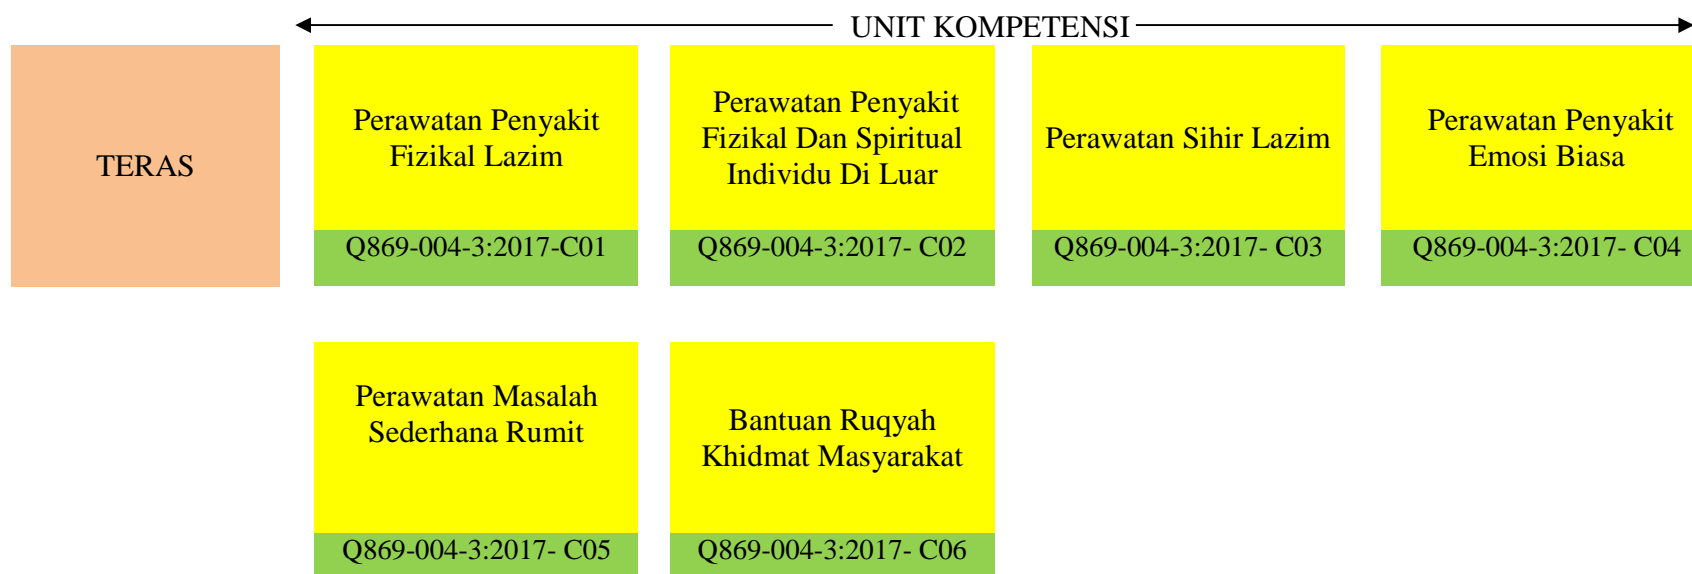 UNIT KOMPETENSI
TERAS
Perawatan Penyakit
Fizikal Lazim
Q869-004-3:2017-C01
Perawatan Penyakit
Fizikal Dan Spiritual
Individu Di Luar
Q869-004-3:2017- C02
Perawatan Sihir Lazim
Q869-004-3:2017- C03
Perawatan Penyakit
Emosi Biasa
Q869-004-3:2017- C04
Perawatan Masalah
Sederhana Rumit
Q869-004-3:2017- C05
Bantuan Ruqyah
Khidmat Masyarakat
Q869-004-3:2017- C06